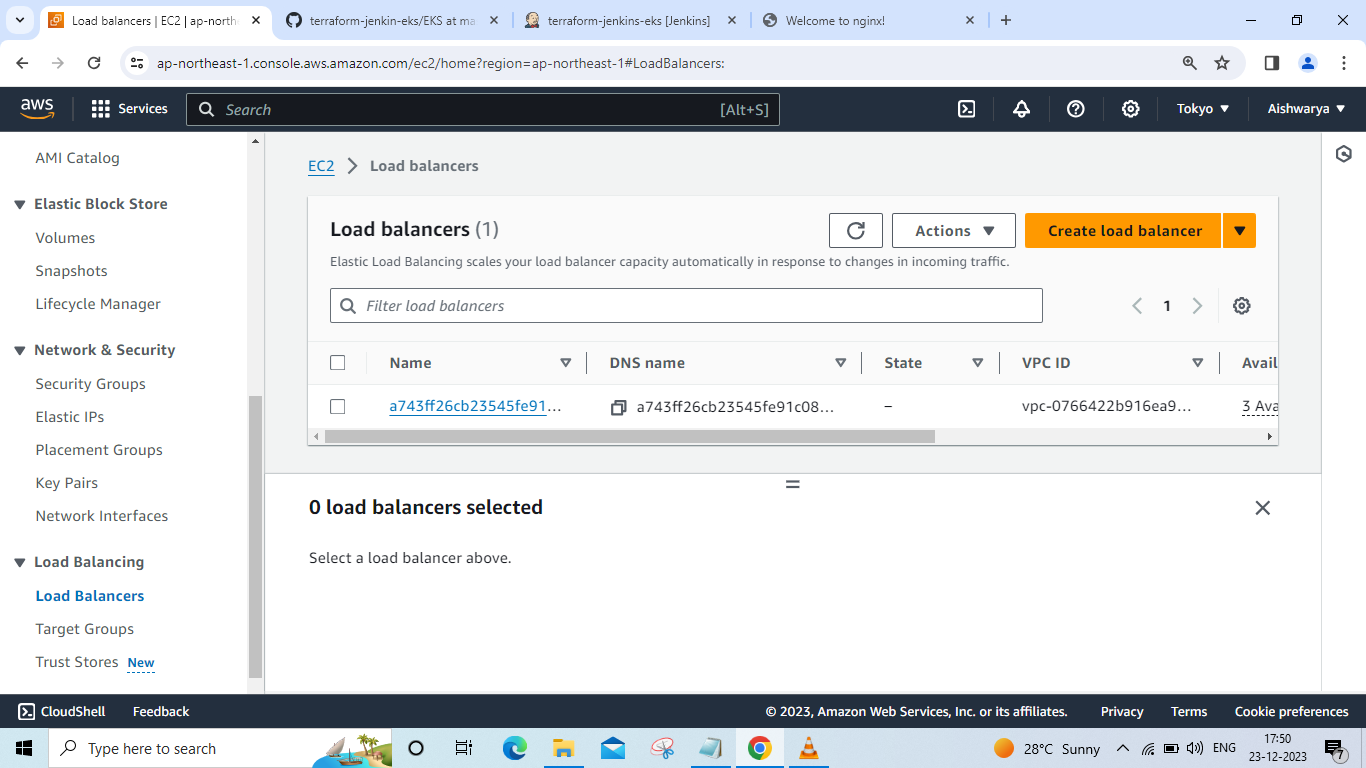 Load balancers | EC2 | ap-north
terraform-jenkin-eks/EKS at ma
terraform-jenkins-eks [Jenkins]
Welcome to nginx!
ap-northeast-1.console.aws.amazon.com/ec2/home?region=ap-northeast-1#LoadBalancers:
aws
Services
Search
[Alt+S]
Tokyo
Aishwarya
AMI Catalog
Elastic Block Store
Volumes
Snapshots
Lifecycle Manager
Network & Security
Security Groups
Elastic IPs
Placement Groups
Key Pairs
Network Interfaces
Load Balancing
Load Balancers
Target Groups
Trust Stores New
EC2 > Load balancers
Load balancers (1)
Actions
Create load balancer
Elastic Load Balancing scales your load balancer capacity automatically in response to changes in incoming traffic.
Filter load balancers
1
Name DNS name State VPC ID Avail
a743ff26cb23545fe91... a743ff26cb23545fe91c08... – vpc-0766422b916ea9... 3 Ava
0 load balancers selected
Select a load balancer above.
CloudShell
Feedback
© 2023, Amazon Web Services, Inc. or its affiliates.
Privacy
Terms
Cookie preferences
Type here to search
28°C Sunny
ENG
17:50
23-12-2023
7